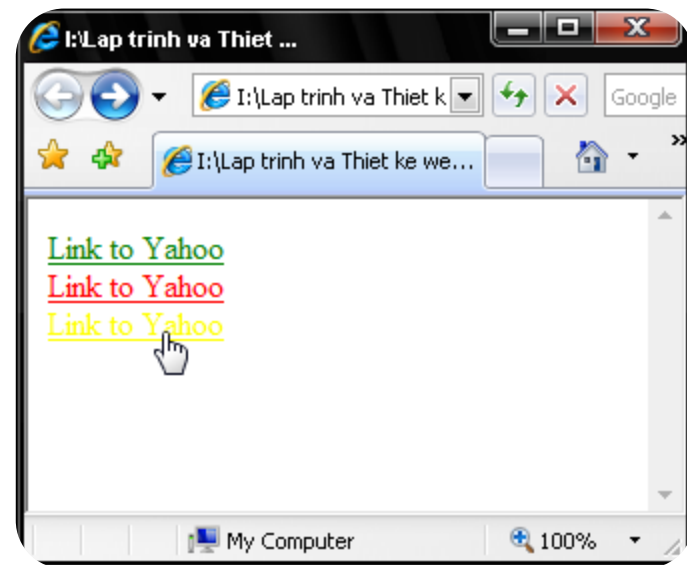 I:\Lap trinh va Thiet ...
I:\Lap trinh va Thiet k
Google
I:\Lap trinh va Thiet ke we...
Link to Yahoo
Link to Yahoo
Link to Yahoo
My Computer
100%